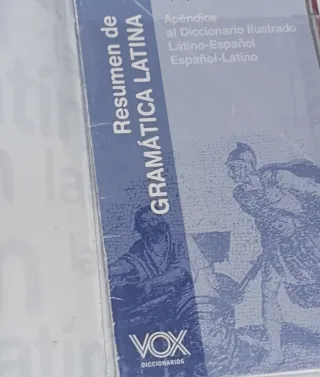 Resumen de
GRAMÁTICA LATINA
Apéndice
al Diccionario Ilustrado
Latino-Español
Español-Latino
VOX
DICCIONARIOS